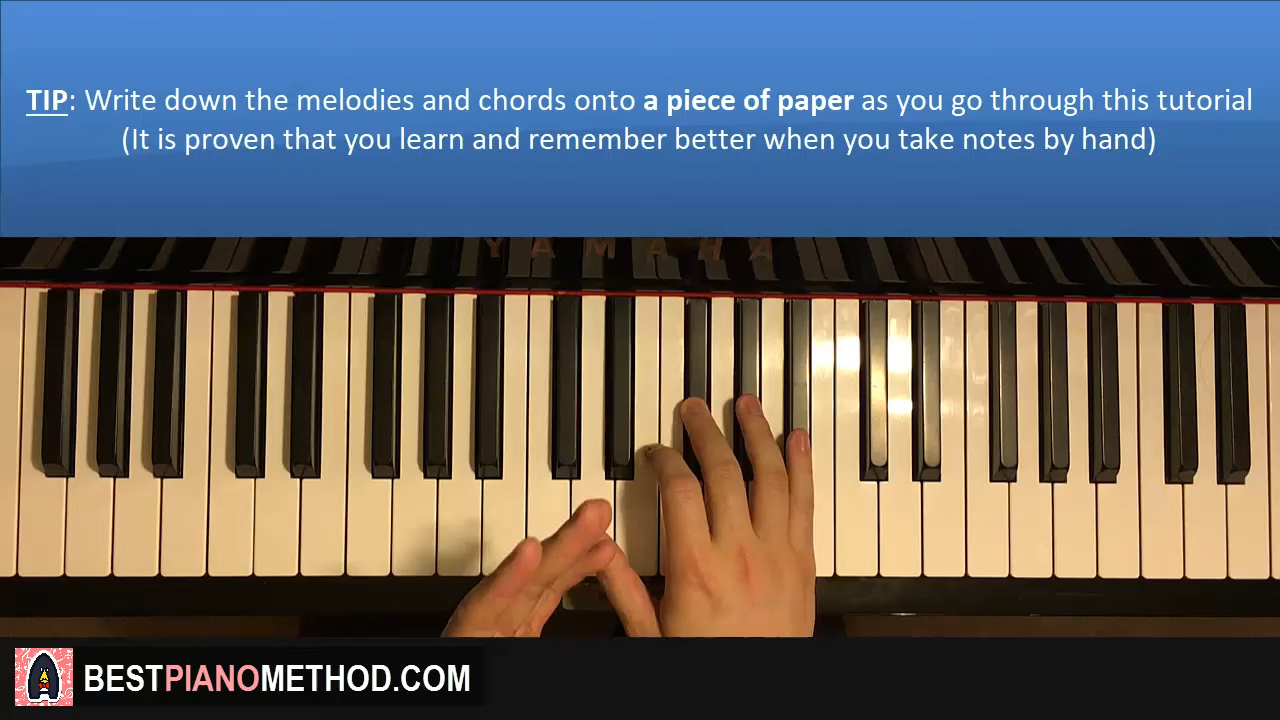 TIP: Write down the melodies and chords onto a piece of paper as you go through this tutorial
(It is proven that you learn and remember better when you take notes by hand)
YAMAHA
BESTPIANOMETHOD.COM